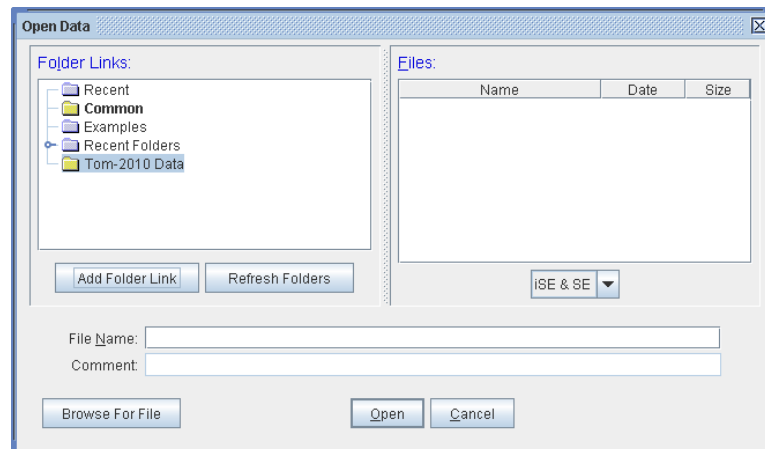 Open Data
Folder Links:
Recent
Common
Examples
Recent Folders
Tom-2010 Data
Add Folder Link
Refresh Folders
Files:
Name Date Size
iSE & SE
File Name:
Comment:
Browse For File
Open
Cancel